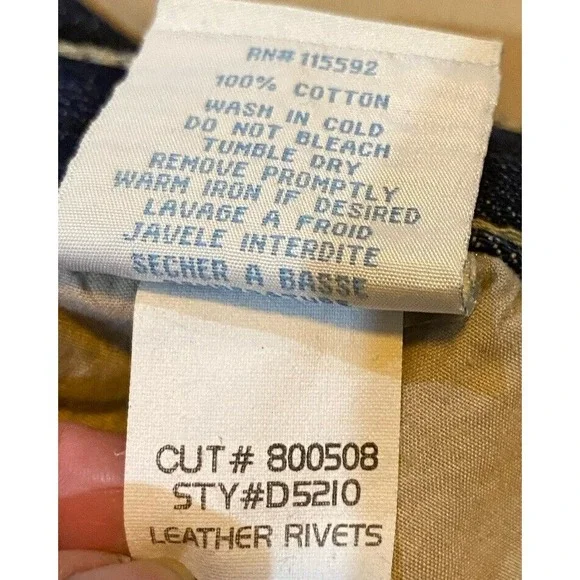 RN# 115592
100% COTTON
WASH IN COLD
DO NOT BLEACH
TUMBLE DRY
REMOVE PROMPTLY
WARM IRON IF DESIRED
LAVAGE A FROID
JAVELE INTERDITE
SECHER A BASSE
CUT# 800508
STY#D5210
LEATHER RIVETS